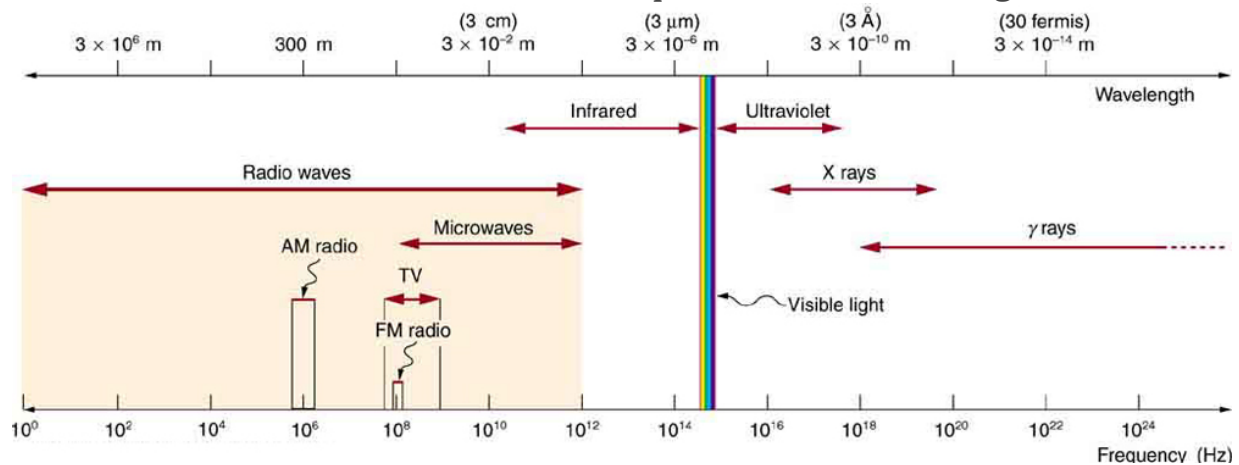 (3 cm) (3 μm) (3 Å) (30 fermis)
3 × 10⁶ m 300 m 3 × 10⁻² m 3 × 10⁻⁶ m 3 × 10⁻¹⁰ m 3 × 10⁻¹⁴ m
Wavelength
Infrared Ultraviolet
Radio waves X rays
Microwaves γ rays
AM radio
TV
Visible light
FM radio
10⁰ 10² 10⁴ 10⁶ 10⁸ 10¹⁰ 10¹² 10¹⁴ 10¹⁶ 10¹⁸ 10²⁰ 10²² 10²⁴
Frequency (Hz)